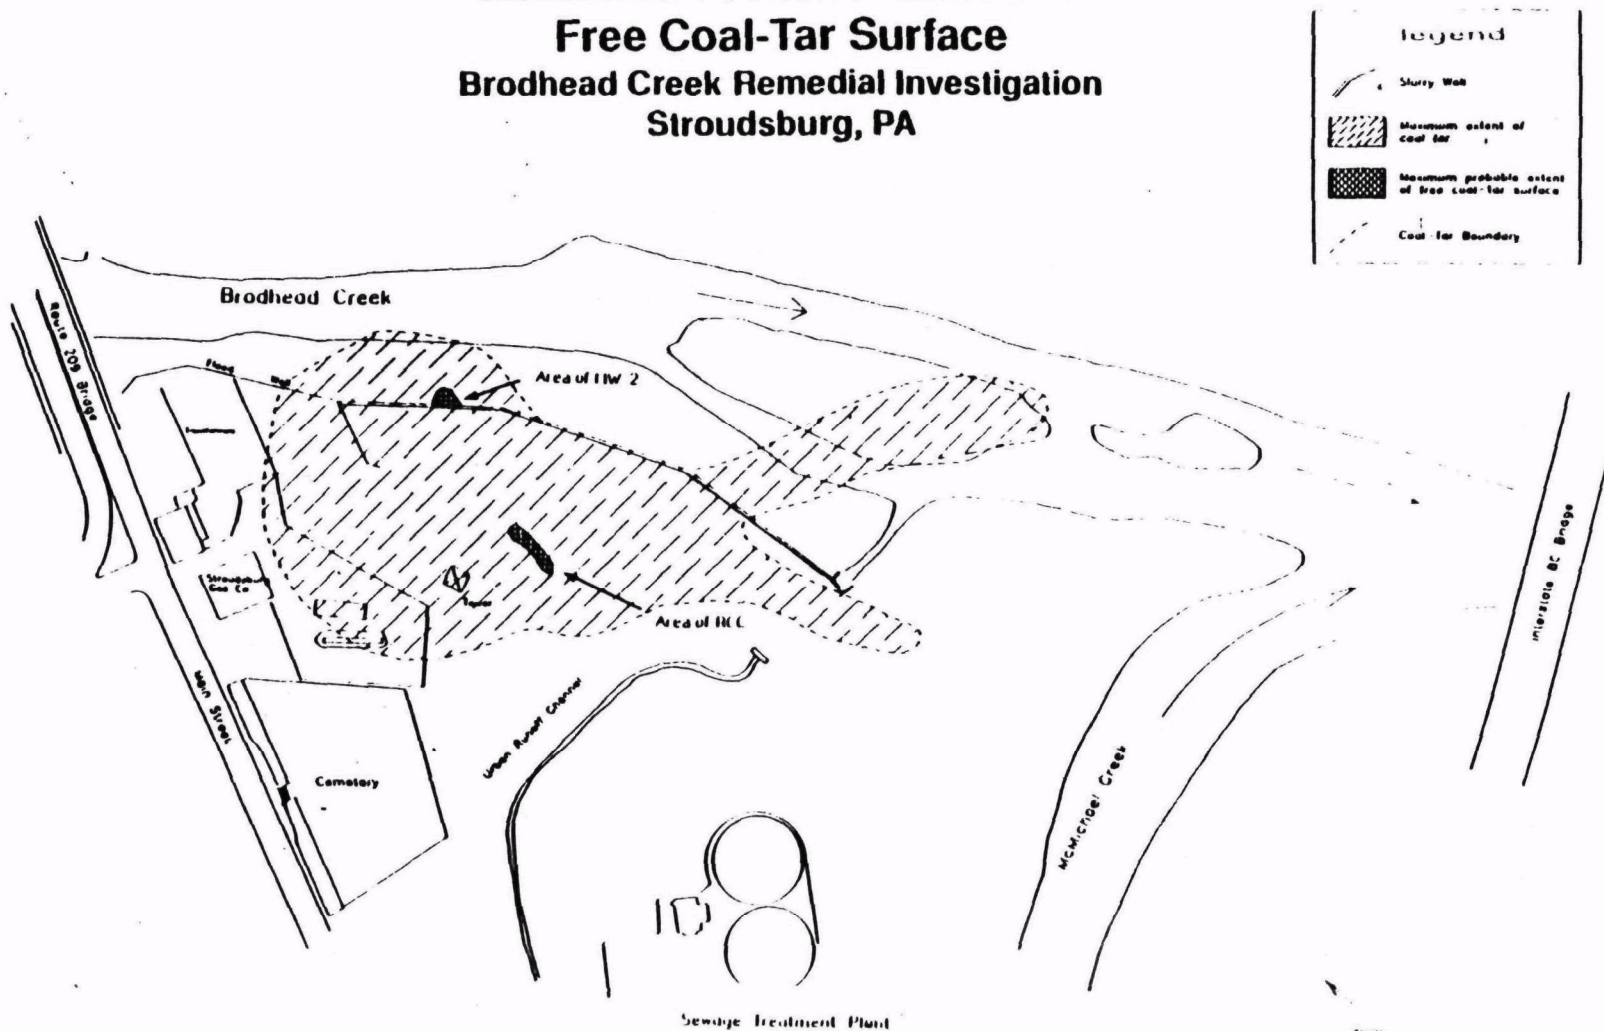 Free Coal-Tar Surface
Brodhead Creek Remedial Investigation
Stroudsburg, PA
legend
Slurry Wall
Maximum extent of
coal tar
Maximum probable extent
of free coal-tar surface
Coal-Tar Boundary
Brodhead Creek
Route 209 Bridge
Flood Wall
Area of MW 2
Stroudsburg
Gas Co
Tower
Area of RCC
Main Street
Urban Runoff Channel
Cemetery
McMichael Creek
Interstate 80 Bridge
Sewage Treatment Plant